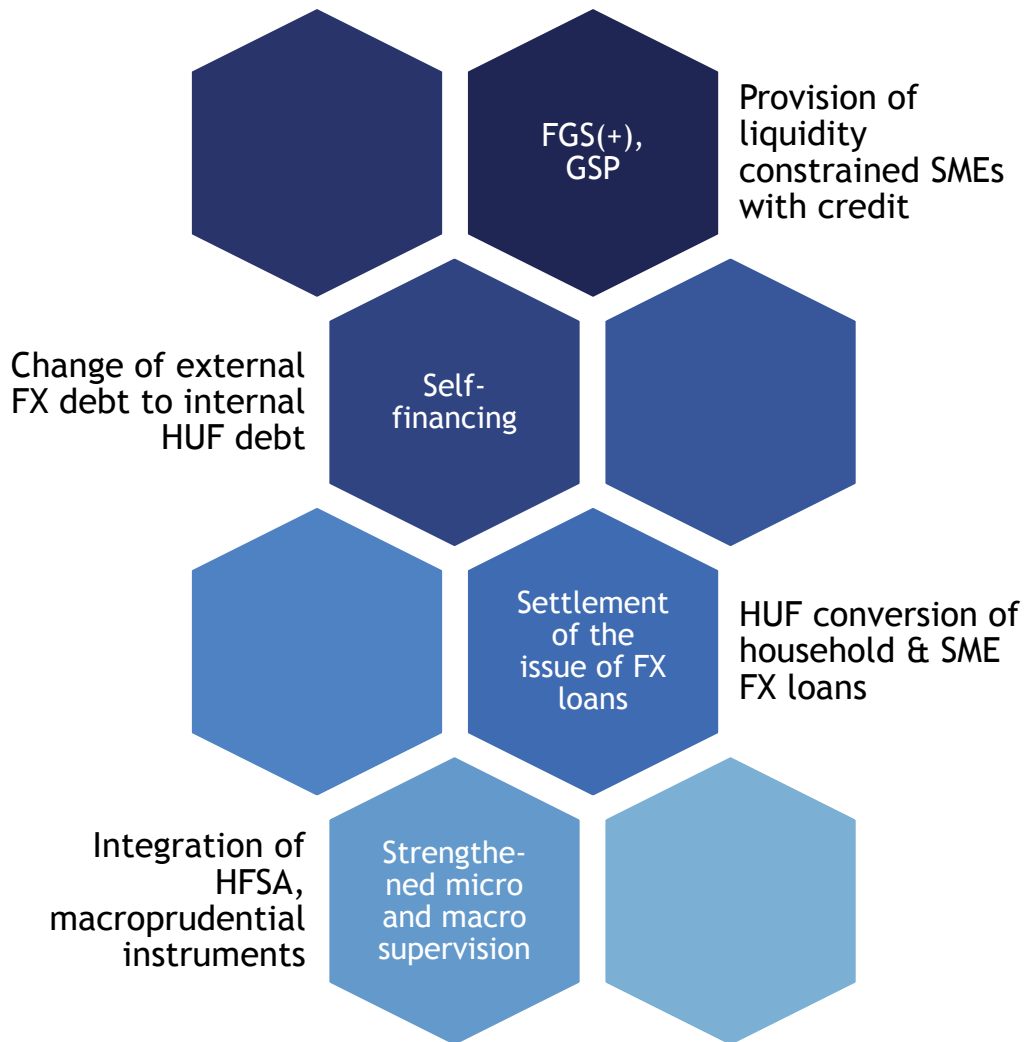 FGS(+),
GSP
Provision of
liquidity
constrained SMEs
with credit
Change of external
FX debt to internal
HUF debt
Self-
financing
Settlement
of the
issue of FX
loans
HUF conversion of
household & SME
FX loans
Integration of
HFSA,
macroprudential
instruments
Strengthe-
ned micro
and macro
supervision